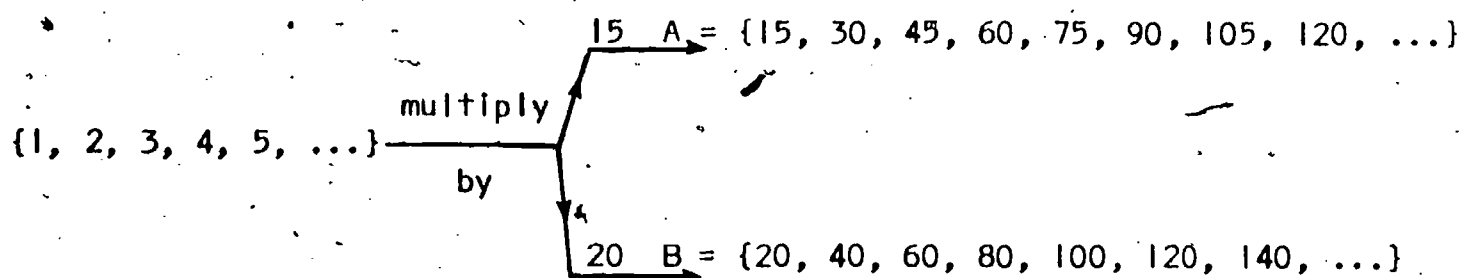 15 A = {15, 30, 45, 60, 75, 90, 105, 120, ...}
multiply
{1, 2, 3, 4, 5, ...}
by
20 B = {20, 40, 60, 80, 100, 120, 140, ...}